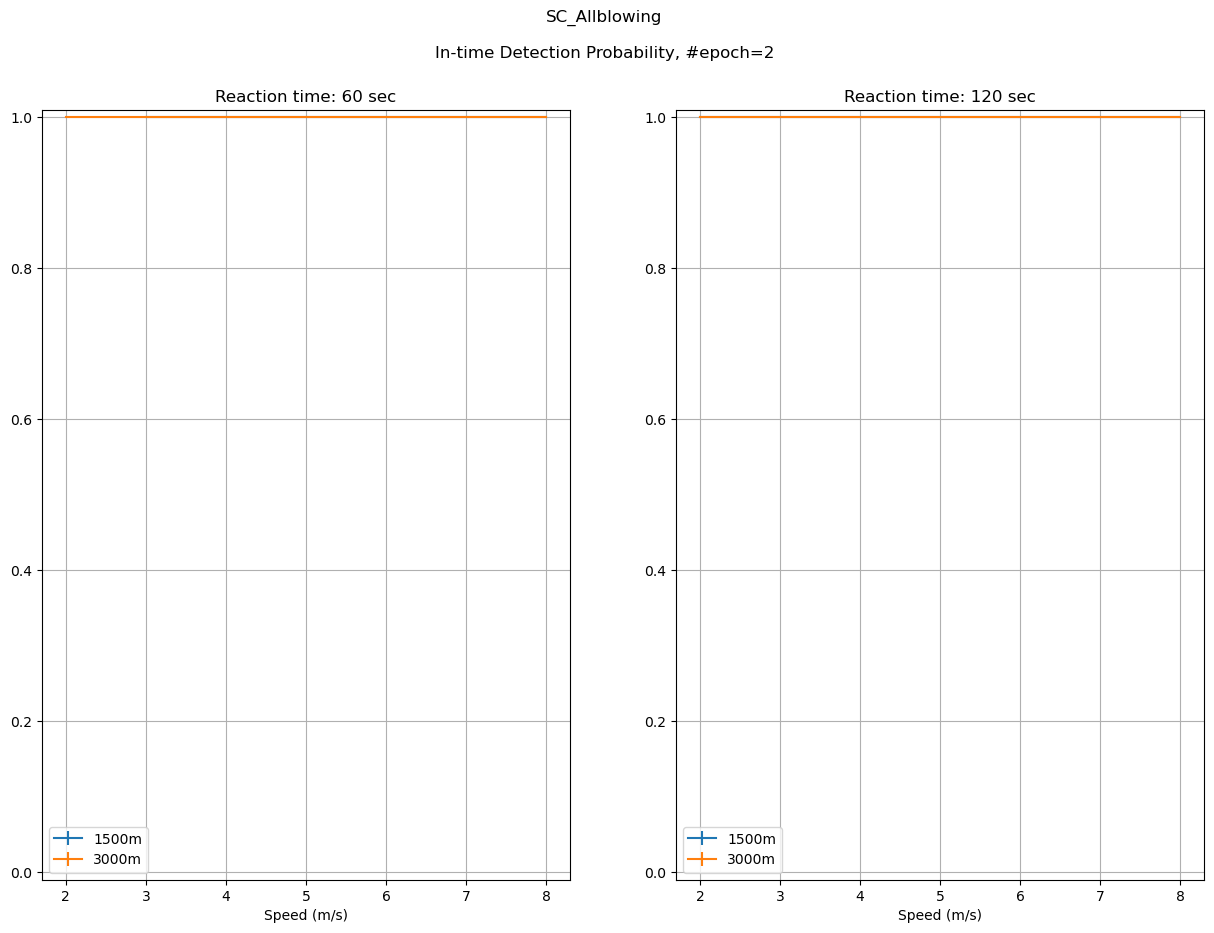 SC_Allblowing
In-time Detection Probability, #epoch=2
Reaction time: 60 sec
1.0
0.8
0.6
0.4
0.2
0.0
1500m
3000m
2 3 4 5 6 7 8
Speed (m/s)
Reaction time: 120 sec
1.0
0.8
0.6
0.4
0.2
0.0
1500m
3000m
2 3 4 5 6 7 8
Speed (m/s)